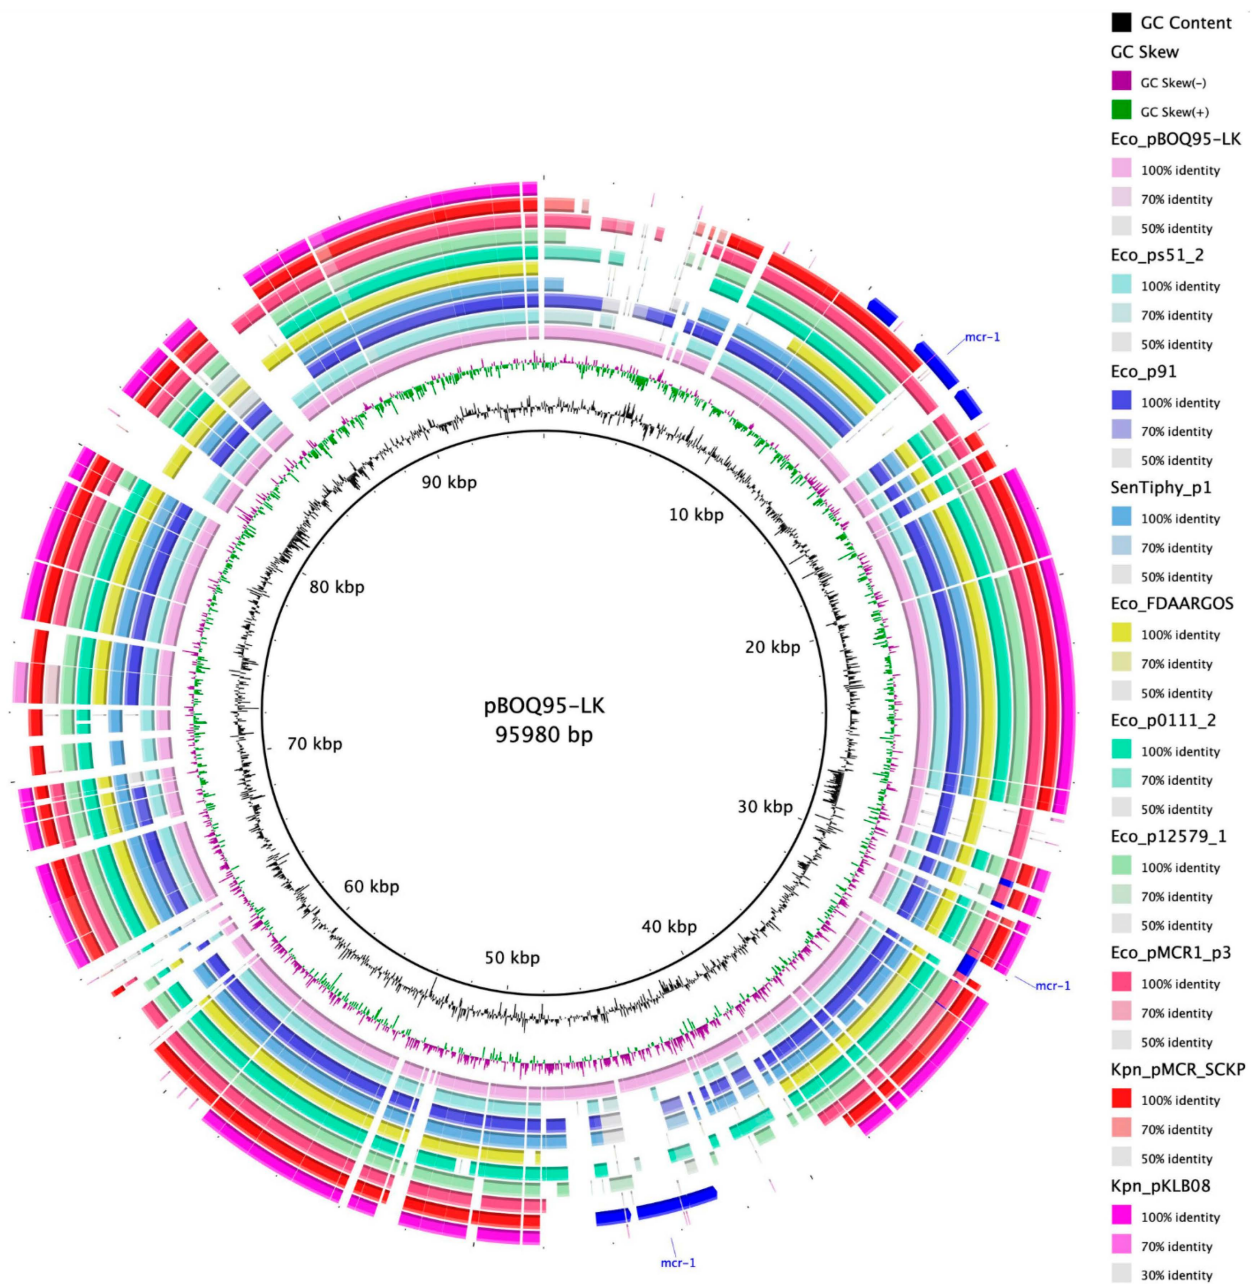 GC Content
GC Skew
GC Skew(-)
GC Skew(+)
Eco_pBOQ95-LK
100% identity
70% identity
50% identity
Eco_ps51_2
100% identity
70% identity
50% identity
Eco_p91
100% identity
70% identity
50% identity
SenTiphy_p1
100% identity
70% identity
50% identity
Eco_FDAARGOS
100% identity
70% identity
50% identity
Eco_p0111_2
100% identity
70% identity
50% identity
Eco_p12579_1
100% identity
70% identity
50% identity
Eco_pMCR1_p3
100% identity
70% identity
50% identity
Kpn_pMCR_SCKP
100% identity
70% identity
50% identity
Kpn_pKLB08
100% identity
70% identity
30% identity
mcr-1
90 kbp
10 kbp
80 kbp
20 kbp
pBOQ95-LK
95980 bp
70 kbp
30 kbp
60 kbp
40 kbp
50 kbp
mcr-1
mcr-1